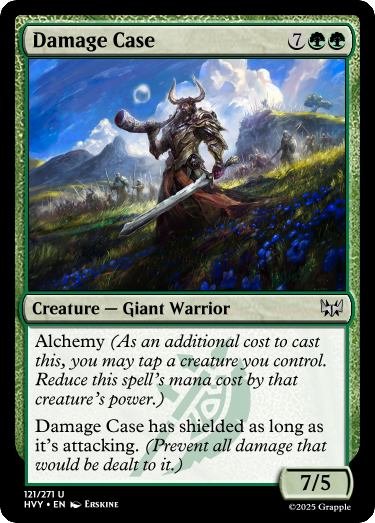 Damage Case 7
Creature — Giant Warrior
Alchemy (As an additional cost to cast
this, you may tap a creature you control.
Reduce this spell's mana cost by that
creature's power.)
Damage Case has shielded as long as
it's attacking. (Prevent all damage that
would be dealt to it.)
7/5
121/271 U
HVY • EN Erskine
©2025 Grapple